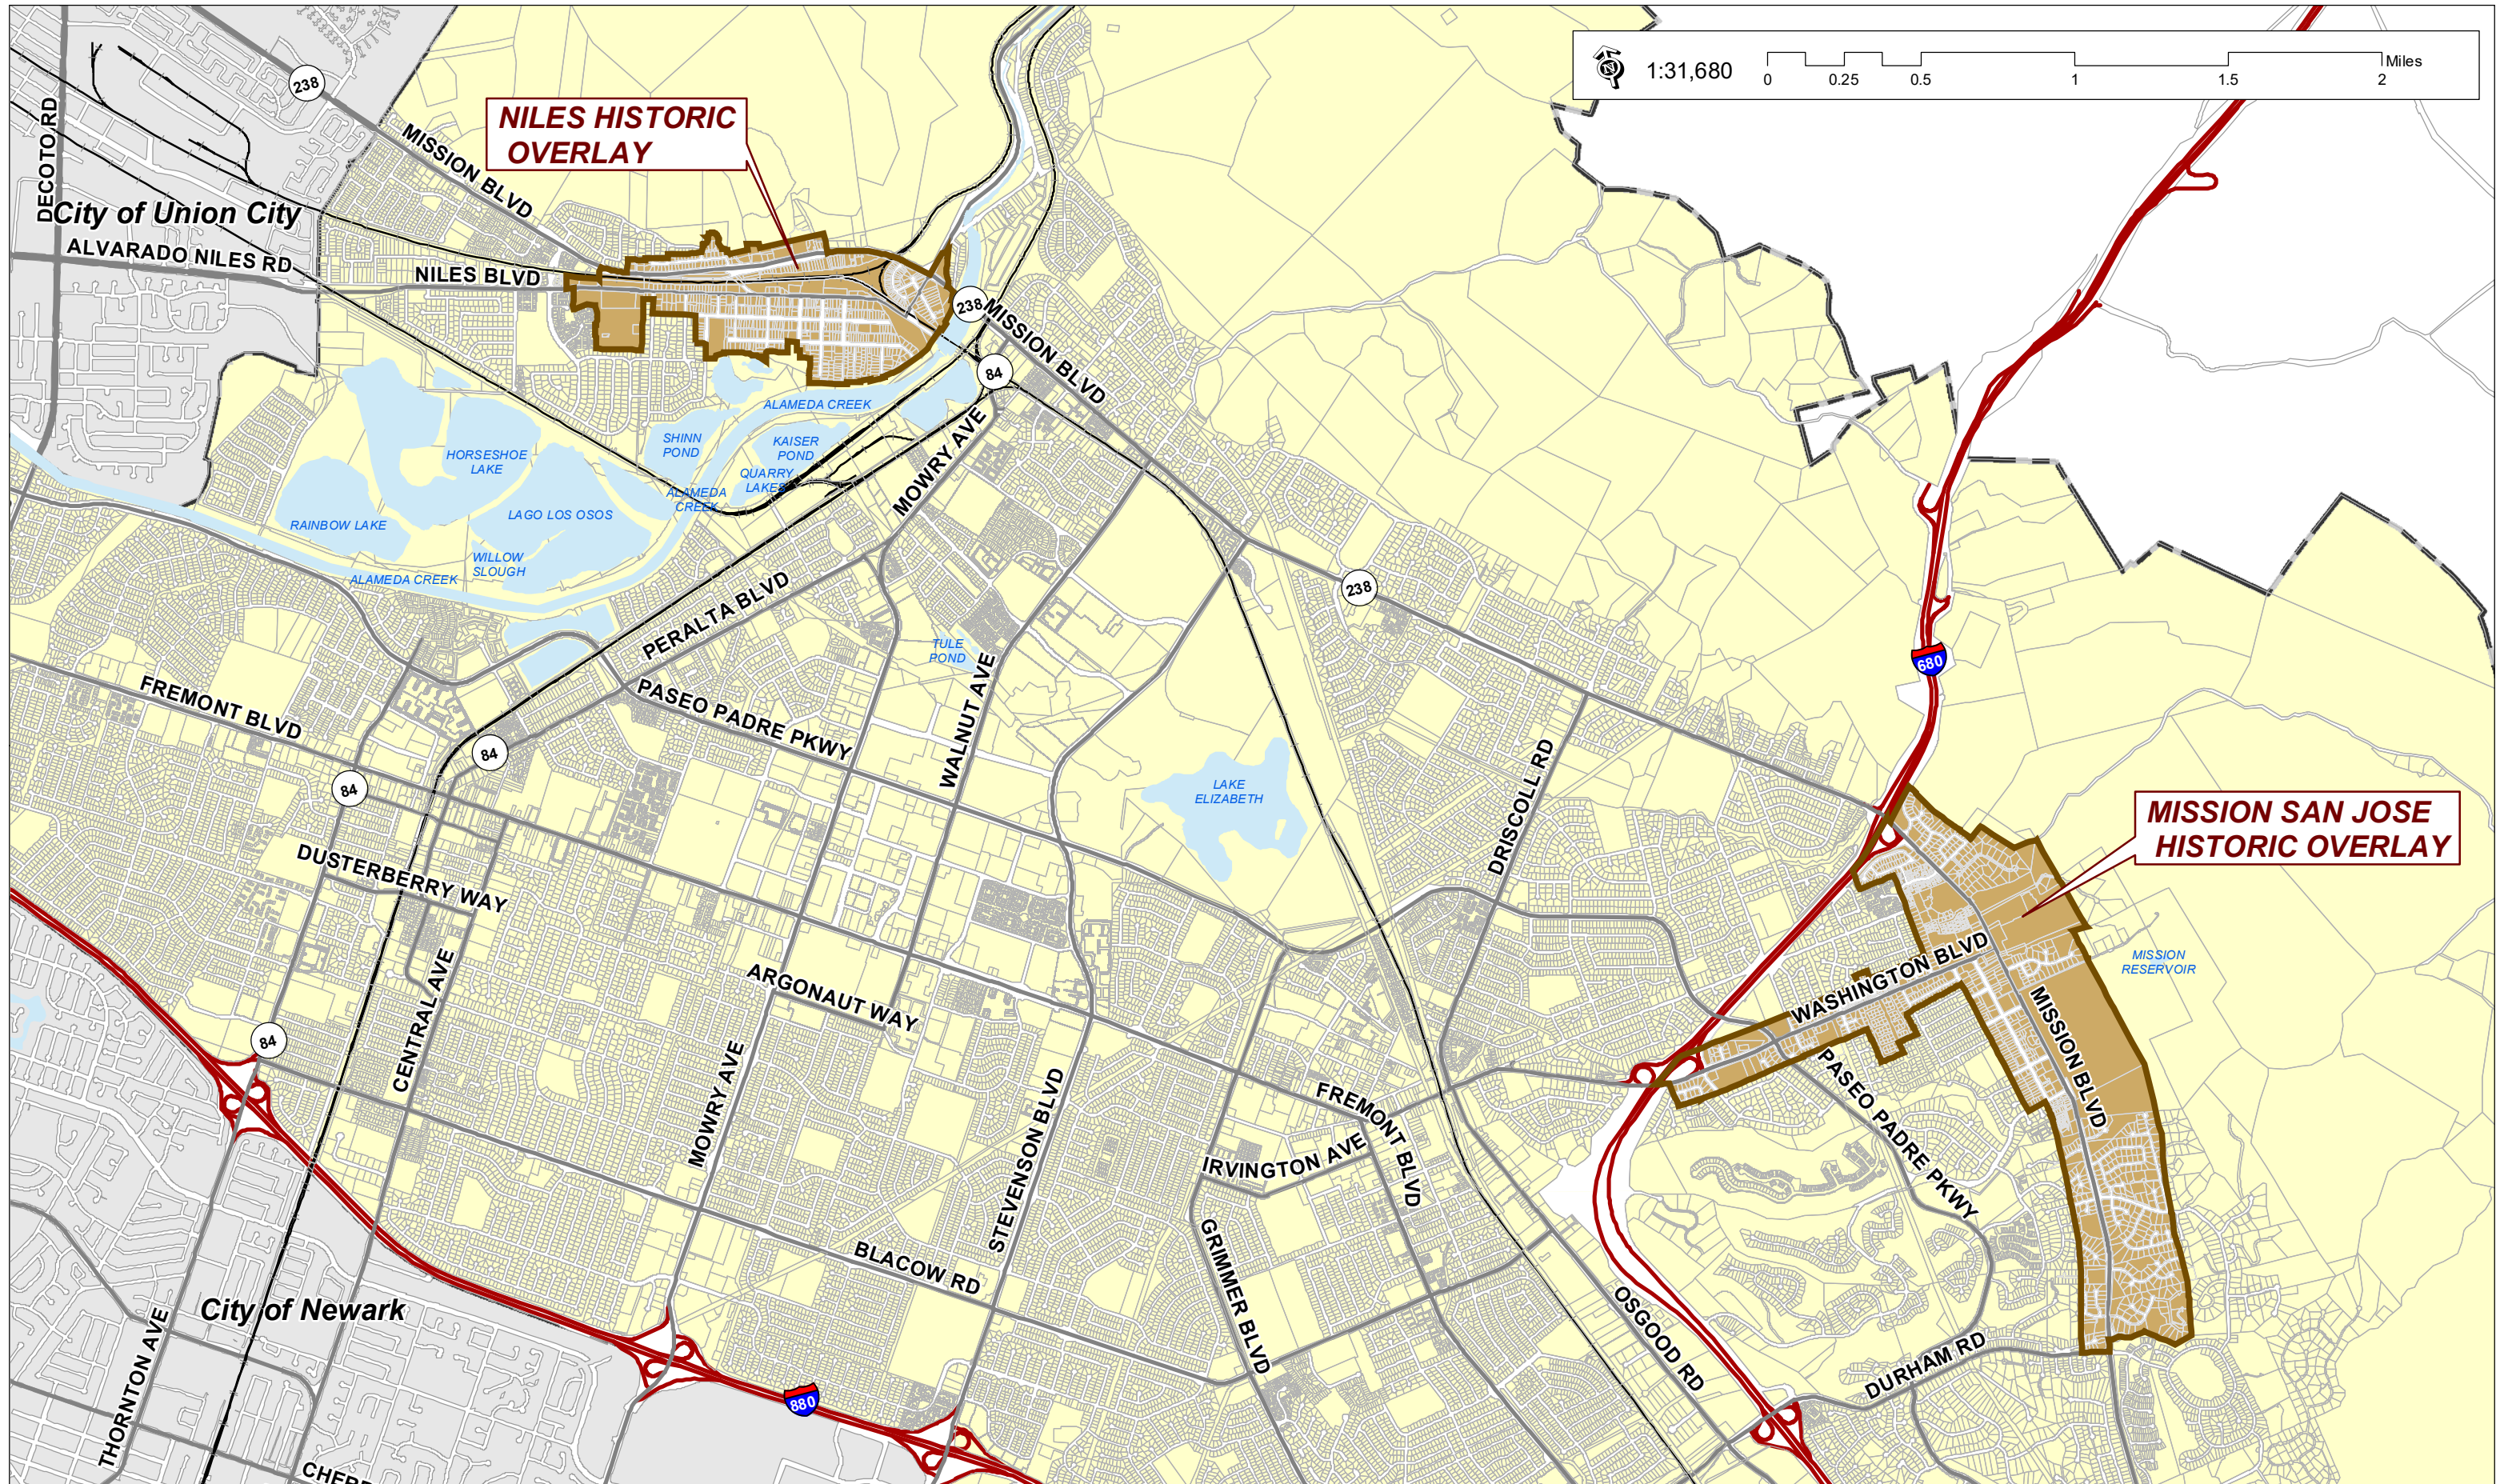 1:31,680
Miles
0
0.25
0.5
1
1.5
2
N
238
DECOTO RD
MISSION BLVD
NILES HISTORIC
OVERLAY
City of Union City
ALVARADO NILES RD
NILES BLVD
238
MISSION BLVD
84
ALAMEDA CREEK
SHINN
POND
KAISER
POND
HORSESHOE
LAKE
QUARRY
LAKES
ALAMEDA
CREEK
MOWRY AVE
RAINBOW LAKE
LAGO LOS OSOS
WILLOW
SLOUGH
ALAMEDA CREEK
PERALTA BLVD
238
TULE
POND
680
FREMONT BLVD
PASEO PADRE PKWY
WALNUT AVE
84
84
LAKE
ELIZABETH
DRISCOLL RD
MISSION SAN JOSE
HISTORIC OVERLAY
DUSTERBERRY WAY
WASHINGTON BLVD
MISSION
RESERVOIR
ARGONAUT WAY
CENTRAL AVE
84
MISSION BLVD
MOWRY AVE
STEVENSON BLVD
FREMONT BLVD
PASEO PADRE PKWY
IRVINGTON AVE
GRIMMER BLVD
BLACOW RD
City of Newark
OSGOOD RD
THORNTON AVE
DURHAM RD
880